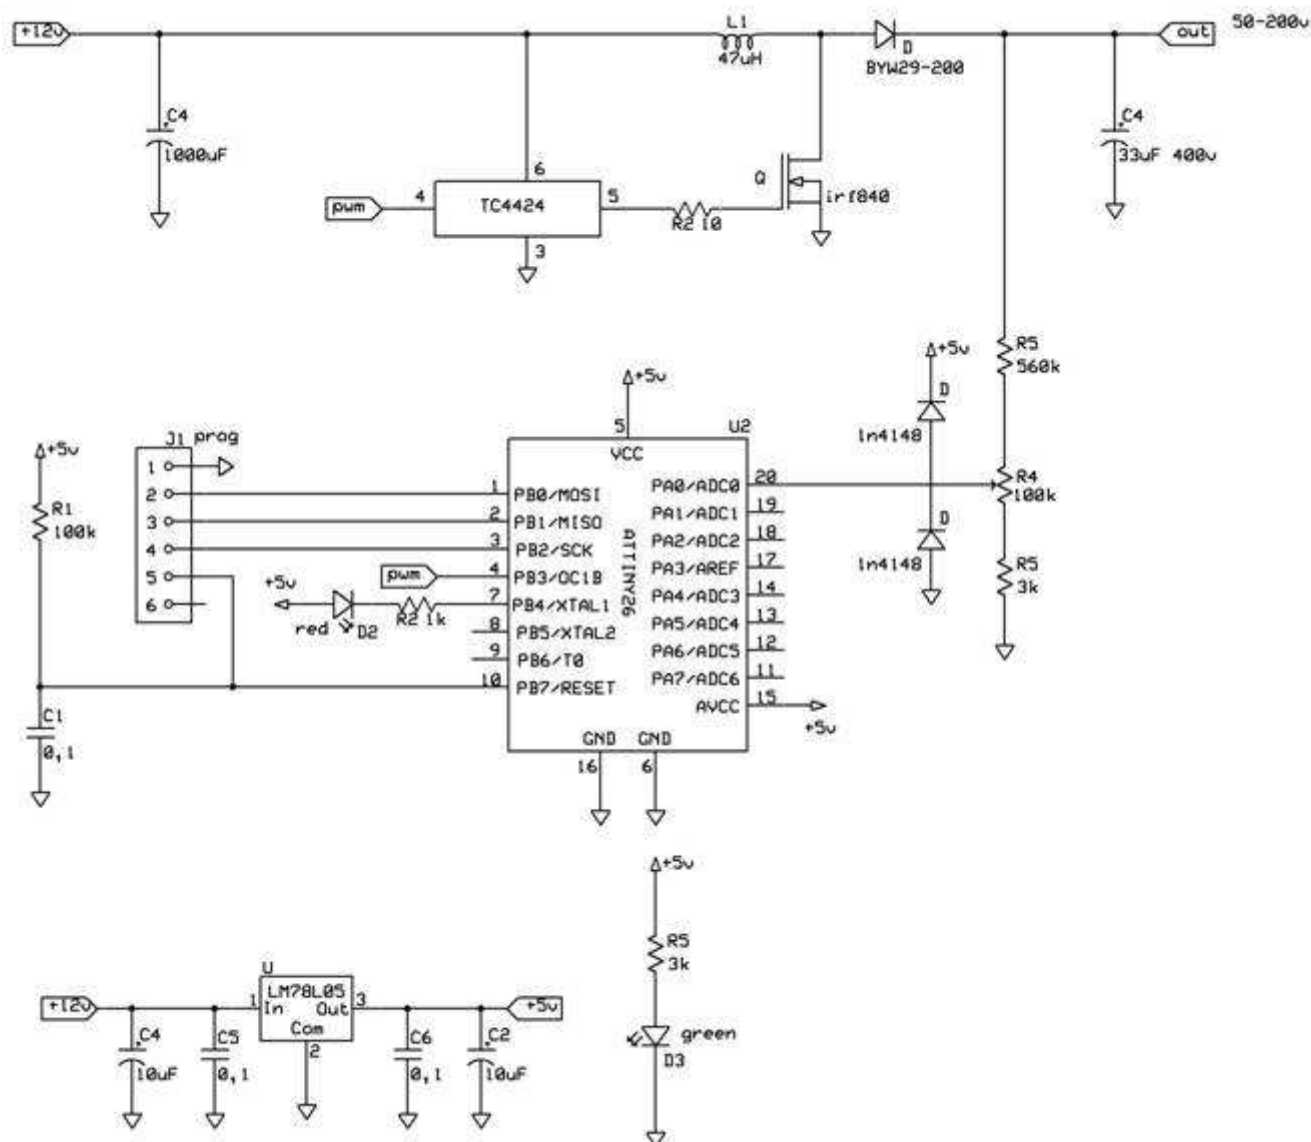 +12v
L1
47uH
D
BYW29-200
out
50-200v
C4
1000uF
C4
33uF 400v
6
pwm
4
TC4424
5
R2 10
Q
irf840
3
+5v
R5
560k
D
1n4148
+5v
5
U2
VCC
J1 prog
+5v
1
2
3
4
5
6
R1
100k
1
PB0/MOSI
2
PB1/MISO
3
PB2/SCK
4
PB3/OC1B
7
PB4/XTAL1
8
PB5/XTAL2
9
PB6/T0
10
PB7/RESET
ATTINY26
PA0/ADC0
20
PA1/ADC1
19
PA2/ADC2
18
PA3/AREF
17
PA4/ADC3
14
PA5/ADC4
13
PA6/ADC5
12
PA7/ADC6
11
AVCC
15
+5v
R4
100k
D
1n4148
R5
3k
pwm
+5v
red
D2
R2 1k
C1
0,1
GND
GND
16
6
+5v
R5
3k
green
D3
U
LM78L05
+12v
1
In
Out
3
+5v
Com
2
C4
10uF
C5
0,1
C6
0,1
C2
10uF